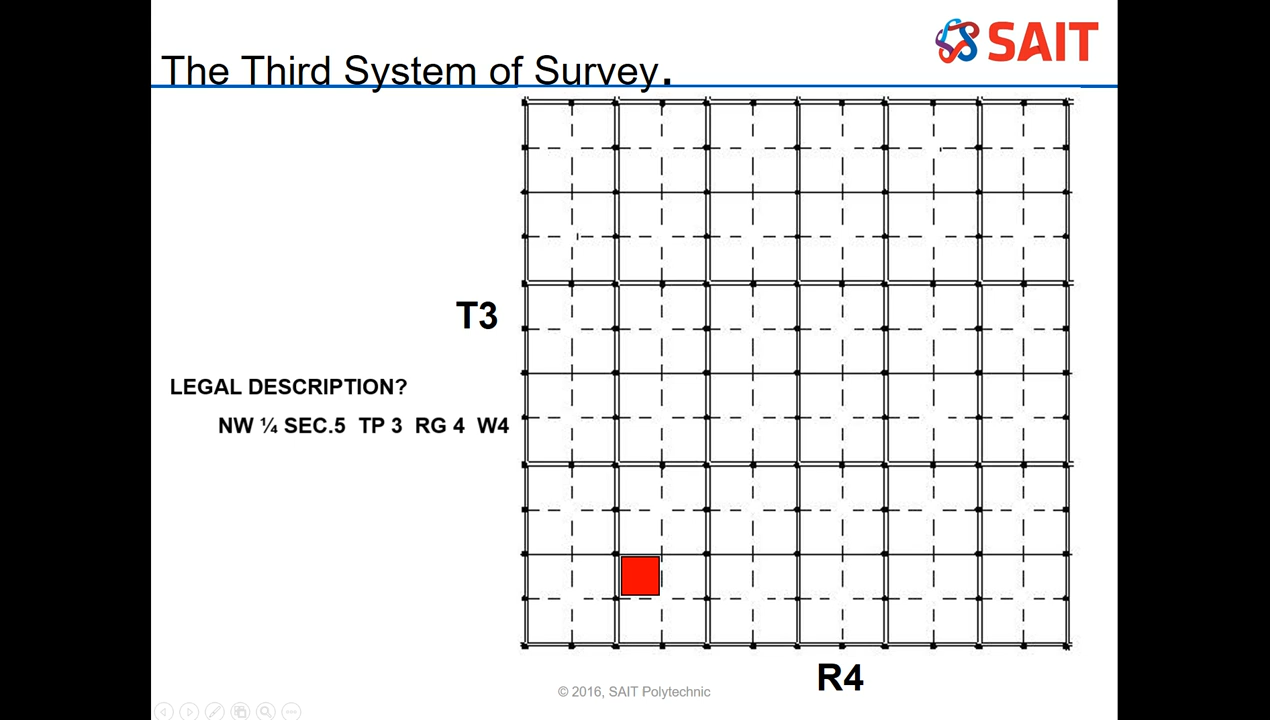 SAIT
The Third System of Survey.
T3
LEGAL DESCRIPTION?
NW ¼ SEC.5 TP 3 RG 4 W4
R4
© 2016, SAIT Polytechnic